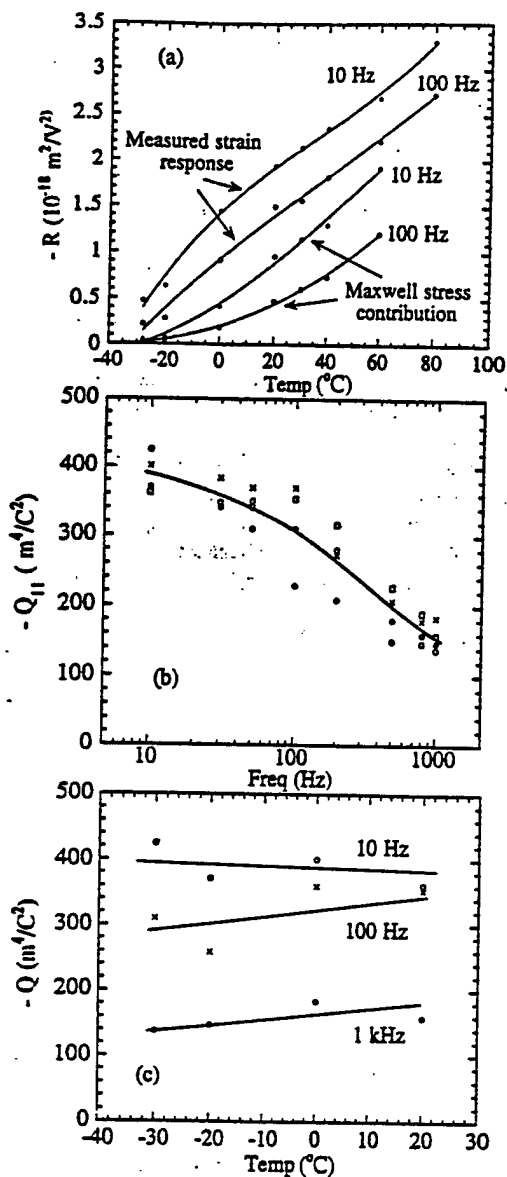 3.5
3
2.5
2
1.5
1
0.5
0
- R (10⁻¹⁸ m²/V²)
(a)
10 Hz
100 Hz
Measured strain
response
10 Hz
100 Hz
Maxwell stress
contribution
-40 -20 0 20 40 60 80 100
Temp (°C)
500
400
300
200
100
0
- Q₁₁ ( m⁴/C²)
(b)
10 100 1000
Freq (Hz)
500
400
300
200
100
0
- Q (m⁴/C²)
10 Hz
100 Hz
1 kHz
(c)
-40 -30 -20 -10 0 10 20 30
Temp (°C)